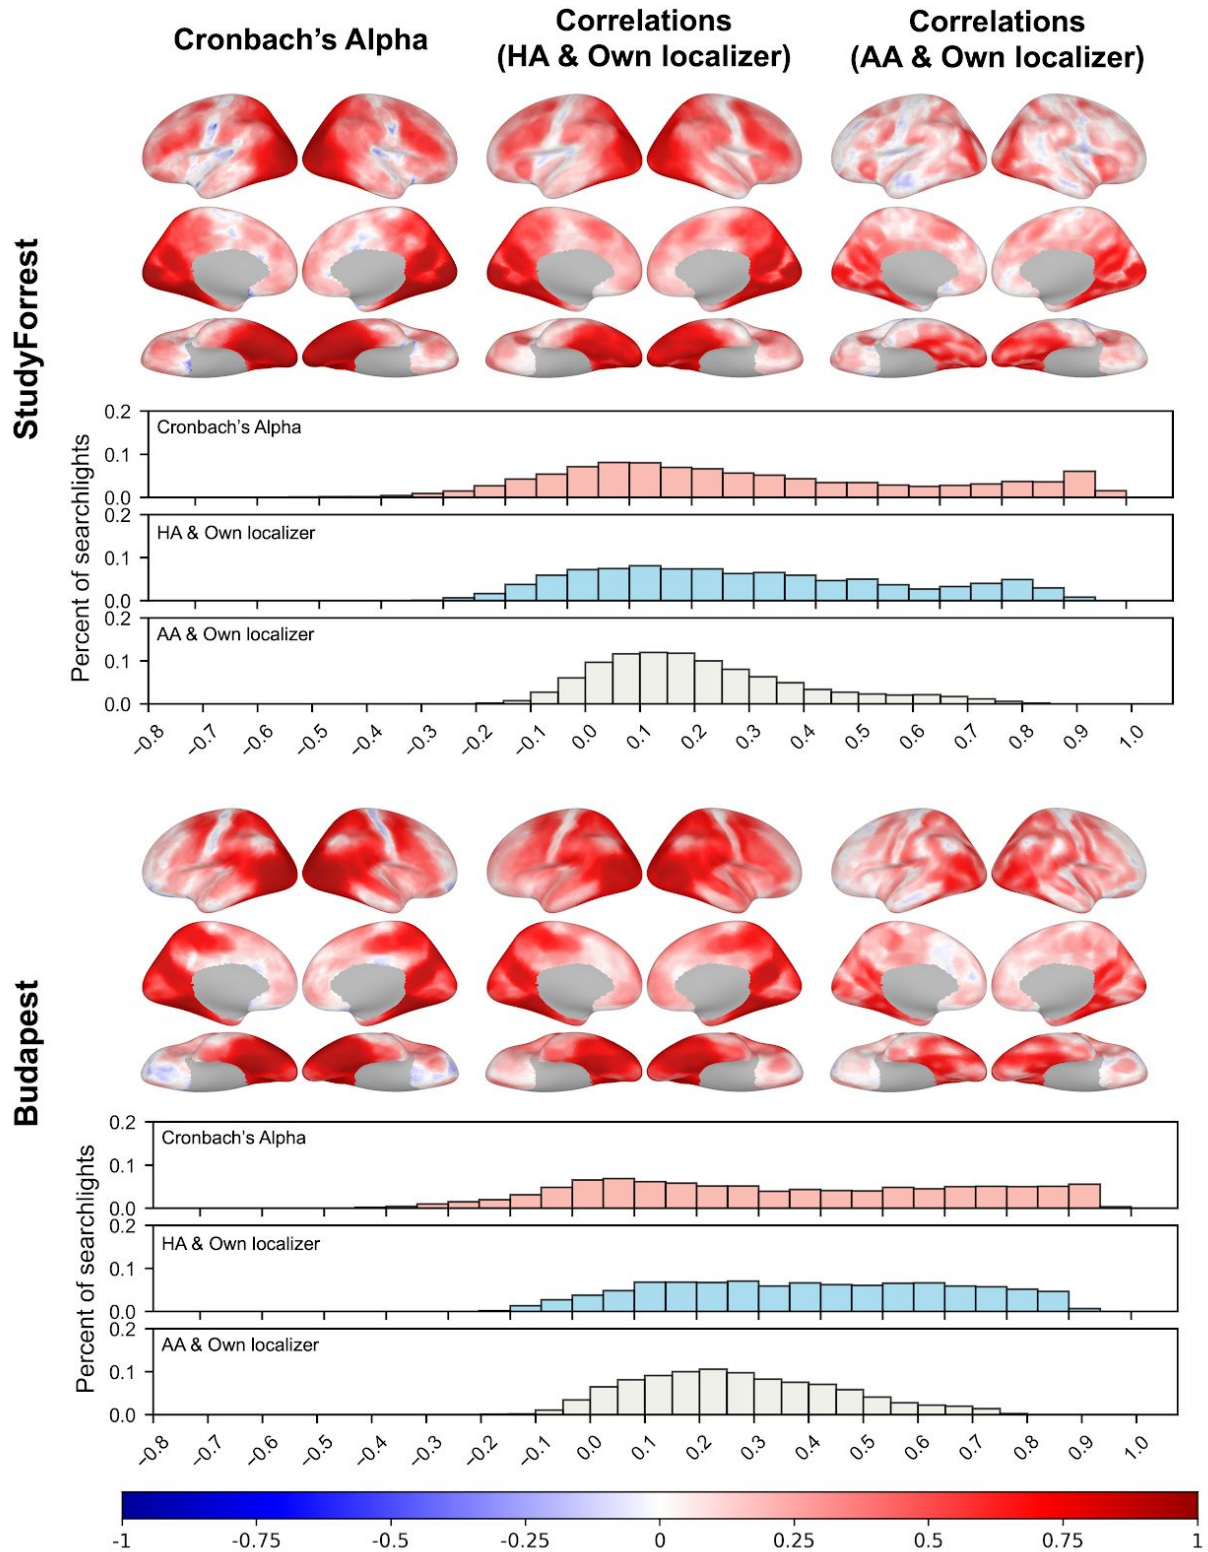 Cronbach's Alpha
Correlations
(HA & Own localizer)
Correlations
(AA & Own localizer)
StudyForrest
Percent of searchlights
0.2
0.1
0.0
Cronbach's Alpha
0.2
0.1
0.0
HA & Own localizer
0.2
0.1
0.0
AA & Own localizer
−0.8 −0.7 −0.6 −0.5 −0.4 −0.3 −0.2 −0.1 0.0 0.1 0.2 0.3 0.4 0.5 0.6 0.7 0.8 0.9 1.0
Budapest
Percent of searchlights
0.2
0.1
0.0
Cronbach's Alpha
0.2
0.1
0.0
HA & Own localizer
0.2
0.1
0.0
AA & Own localizer
−0.8 −0.7 −0.6 −0.5 −0.4 −0.3 −0.2 −0.1 0.0 0.1 0.2 0.3 0.4 0.5 0.6 0.7 0.8 0.9 1.0
-1 -0.75 -0.5 -0.25 0 0.25 0.5 0.75 1